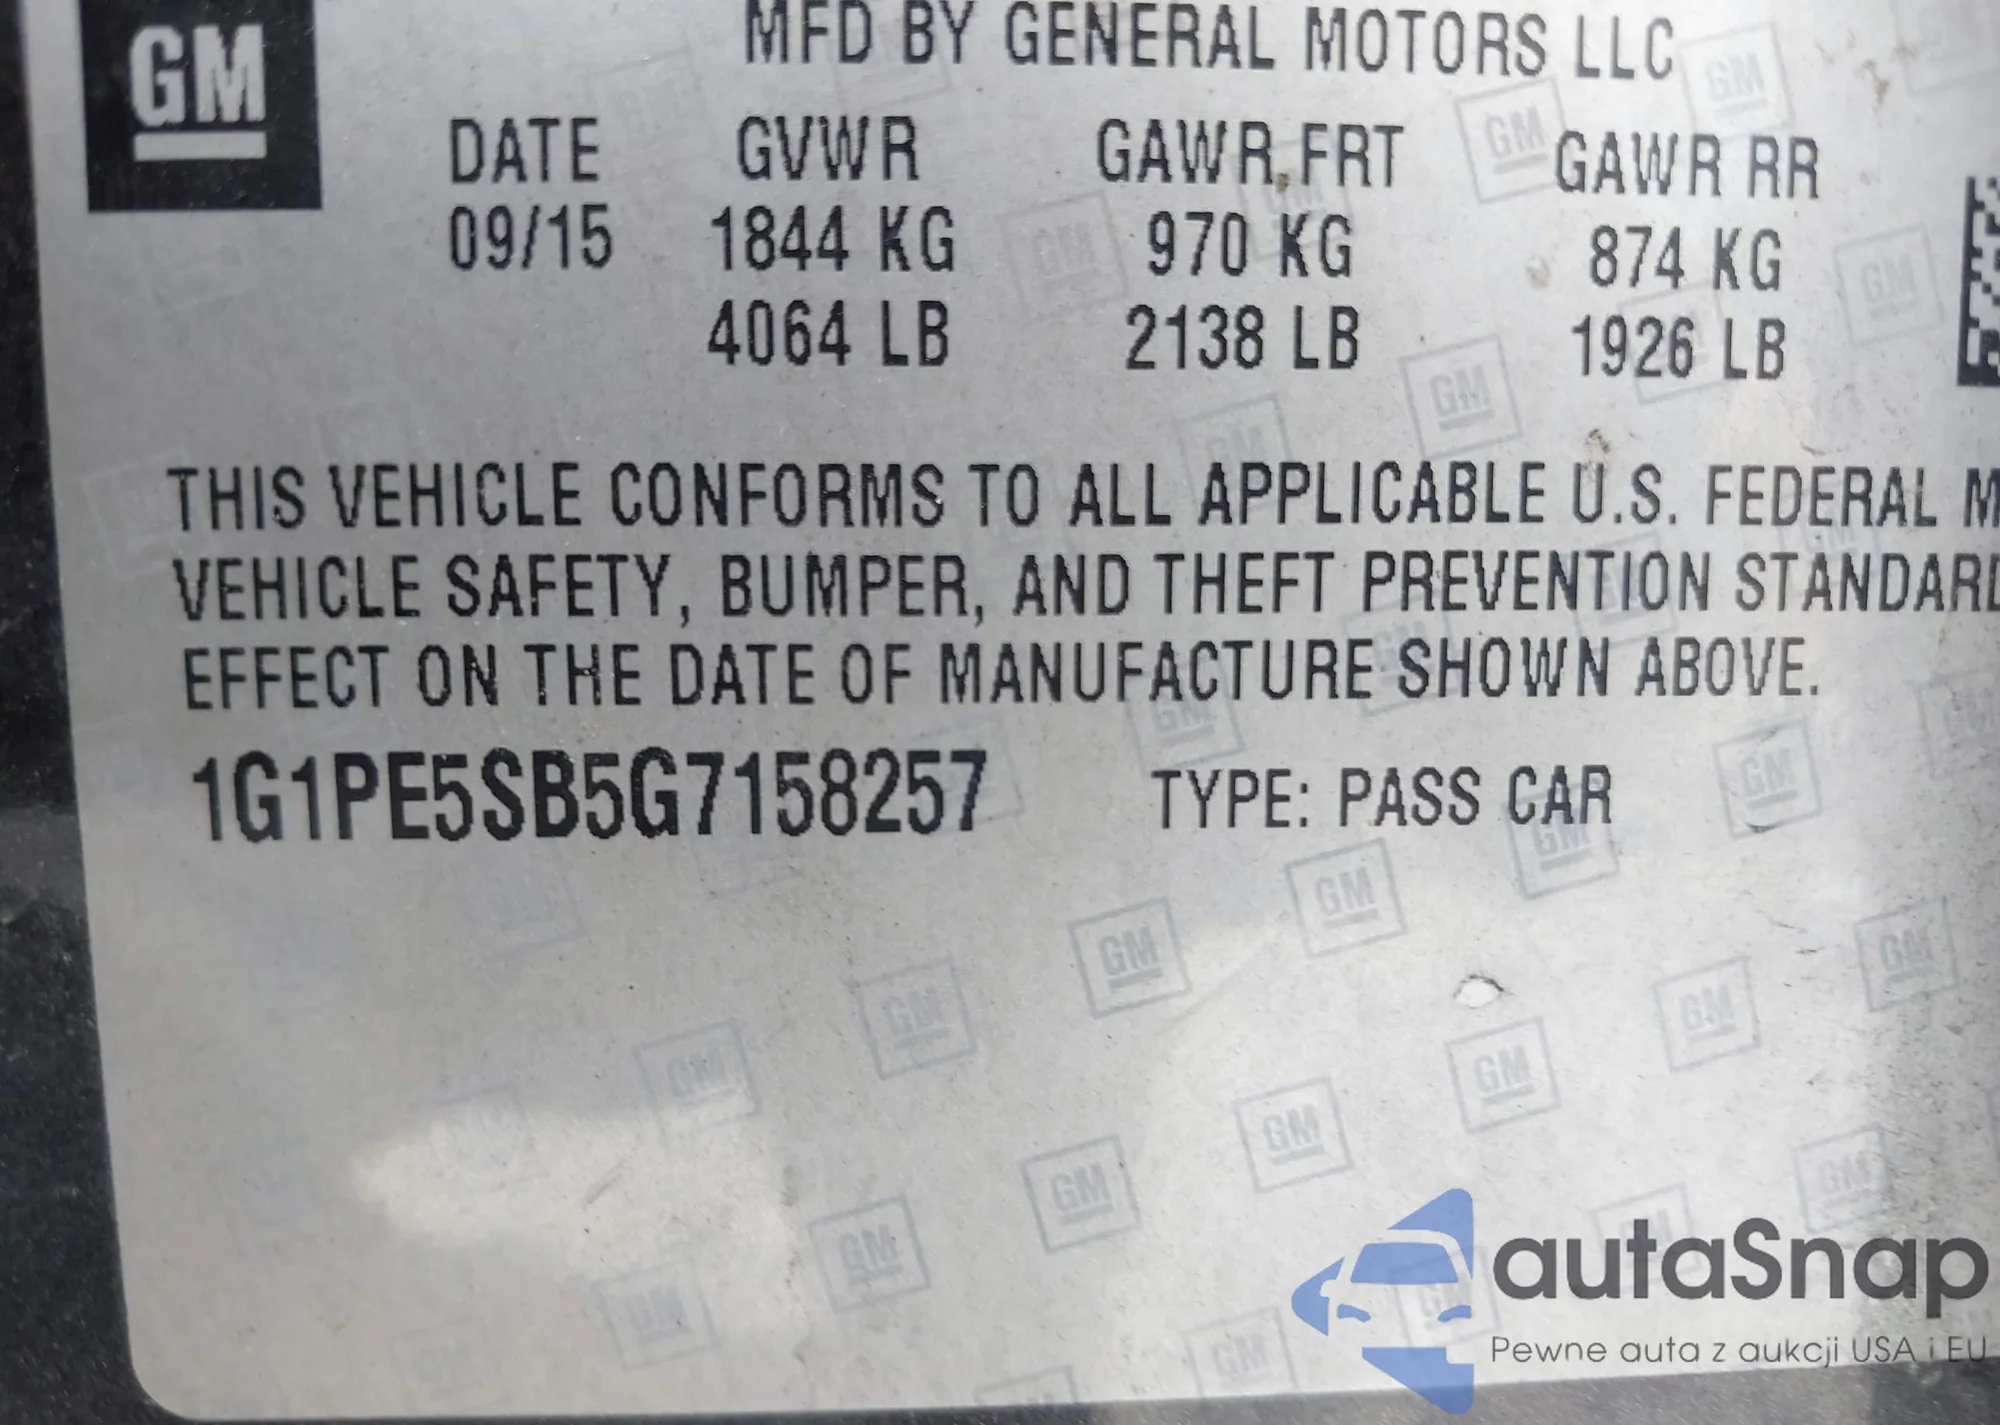 GM
MFD BY GENERAL MOTORS LLC
DATE GVWR GAWR FRT GAWR RR
09/15 1844 KG 970 KG 874 KG
4064 LB 2138 LB 1926 LB
THIS VEHICLE CONFORMS TO ALL APPLICABLE U.S. FEDERAL M
VEHICLE SAFETY, BUMPER, AND THEFT PREVENTION STANDARD
EFFECT ON THE DATE OF MANUFACTURE SHOWN ABOVE.
1G1PE5SB5G7158257 TYPE: PASS CAR
autaSnap
Pewne auta z aukcji USA i EU